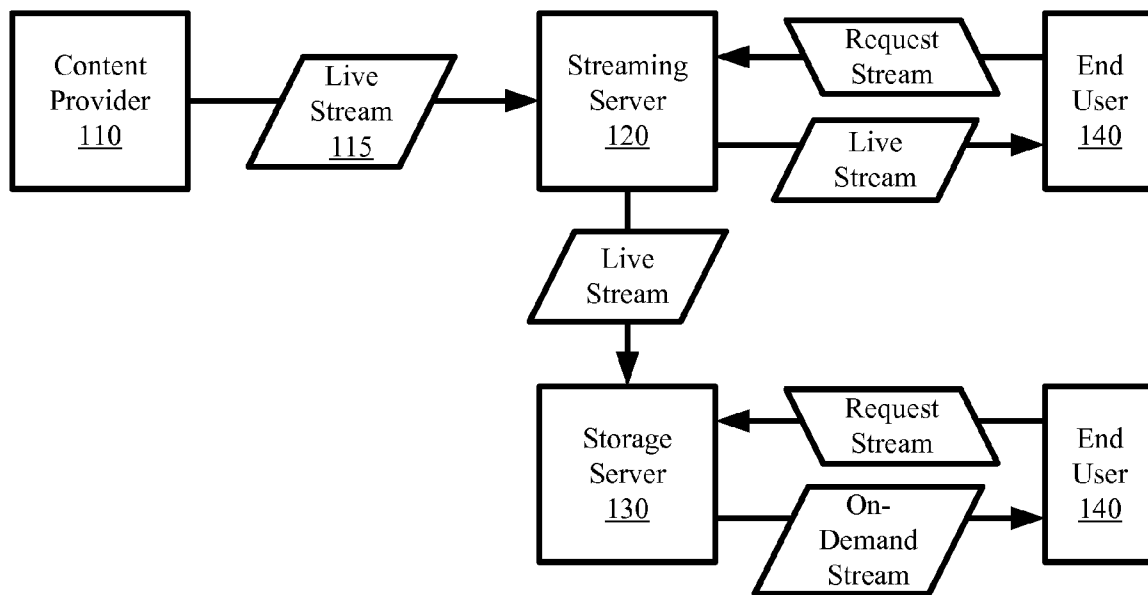 Content
Provider
110
Live
Stream
115
Streaming
Server
120
Request
Stream
Live
Stream
End
User
140
Live
Stream
Storage
Server
130
Request
Stream
On-
Demand
Stream
End
User
140